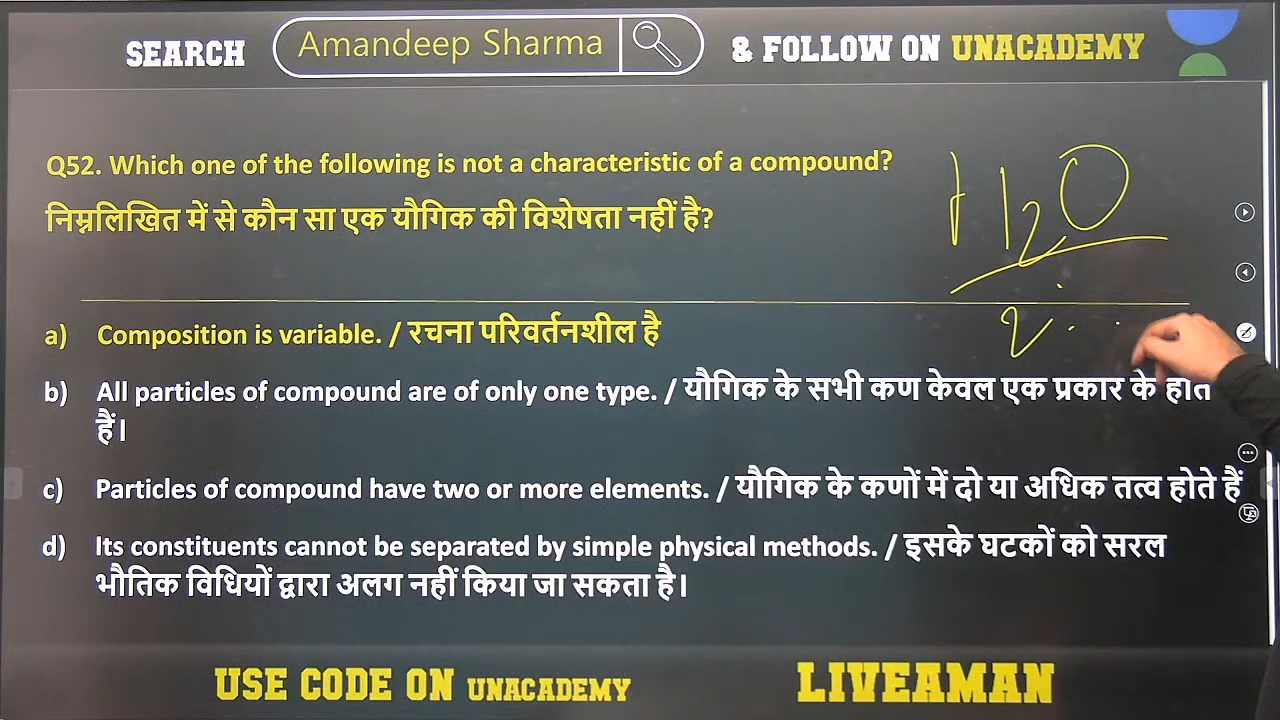 SEARCH Amandeep Sharma & FOLLOW ON UNACADEMY
Q52. Which one of the following is not a characteristic of a compound?
निम्नलिखित में से कौन सा एक यौगिक की विशेषता नहीं है?
H2O
a) Composition is variable. / रचना परिवर्तनशील है
b) All particles of compound are of only one type. / यौगिक के सभी कण केवल एक प्रकार के होते
हैं।
c) Particles of compound have two or more elements. / यौगिक के कणों में दो या अधिक तत्व होते हैं
d) Its constituents cannot be separated by simple physical methods. / इसके घटकों को सरल
भौतिक विधियों द्वारा अलग नहीं किया जा सकता है।
USE CODE ON UNACADEMY LIVEAMAN